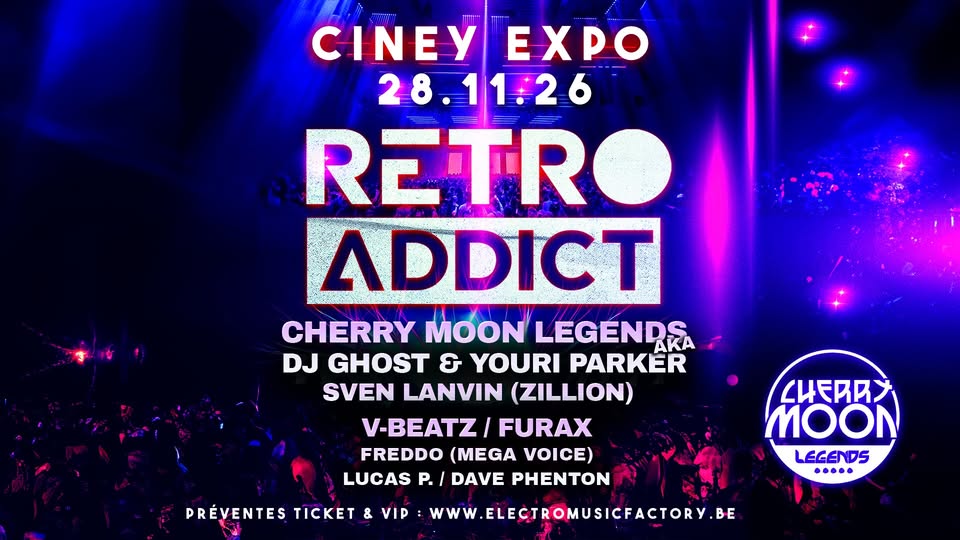 CINEY EXPO
28.11.26
RETRO
ADDICT
CHERRY MOON LEGENDS
AKA
DJ GHOST & YOURI PARKER
SVEN LANVIN (ZILLION)
V-BEATZ / FURAX
FREDDO (MEGA VOICE)
LUCAS P. / DAVE PHENTON
CHERRY
MOON
LEGENDS
PRÉVENTES TICKET & VIP : WWW.ELECTROMUSICFACTORY.BE